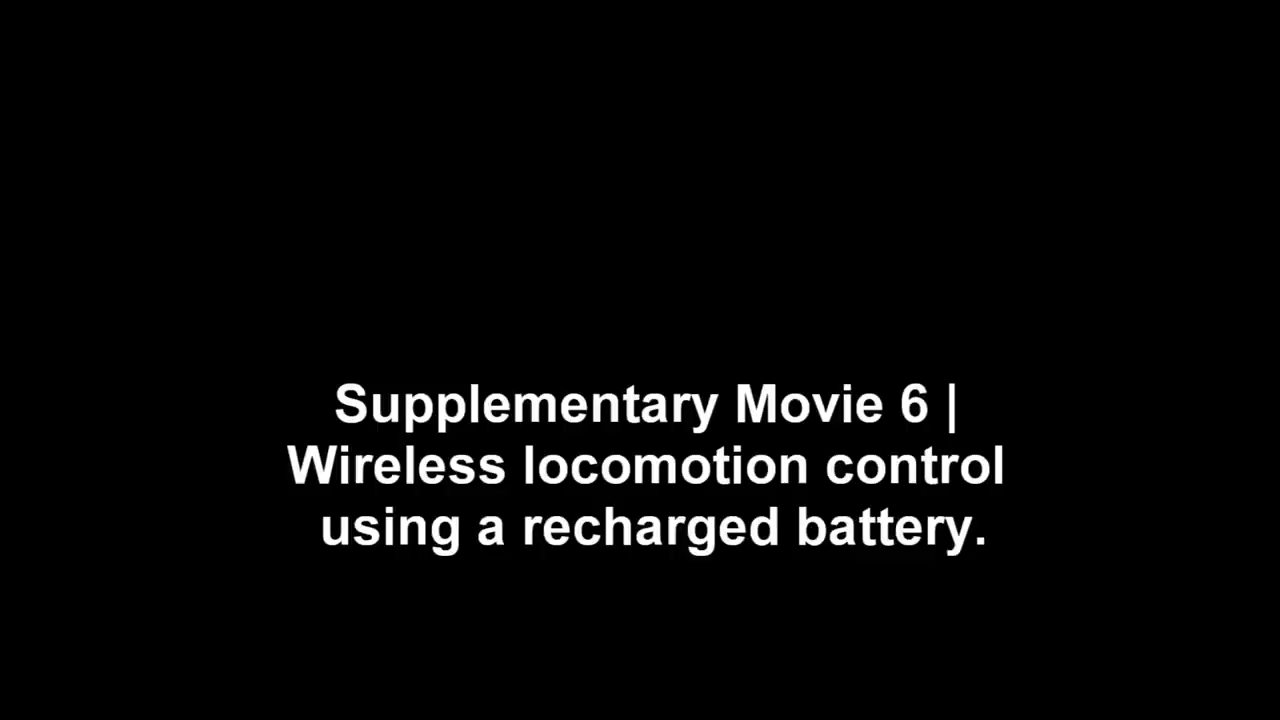 Supplementary Movie 6 |
Wireless locomotion control
using a recharged battery.